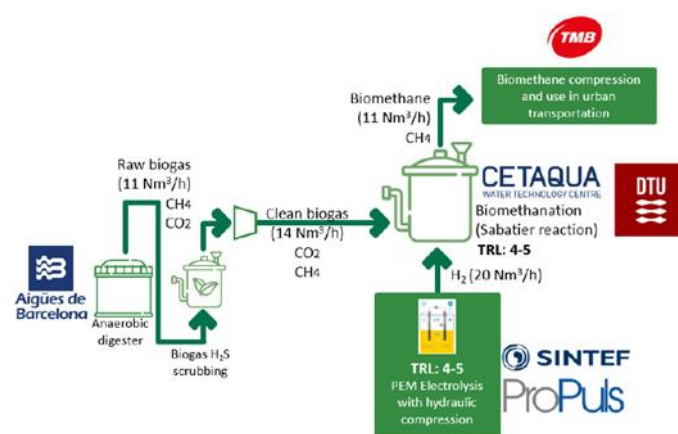 TMB
Biomethane compression
and use in urban
transportation
Biomethane
(11 Nm³/h)
CH4
Raw biogas
(11 Nm³/h)
CH4
CO2
Clean biogas
(14 Nm³/h)
CO2
CH4
CETAQUA
WATER TECHNOLOGY CENTRE
DTU
Biomethanation
(Sabatier reaction)
TRL: 4-5
H₂ (20 Nm³/h)
Aigües de
Barcelona
Anaerobic
digester
Biogas H₂S
scrubbing
TRL: 4-5
PEM Electrolysis
with hydraulic
compression
SINTEF
ProPuls